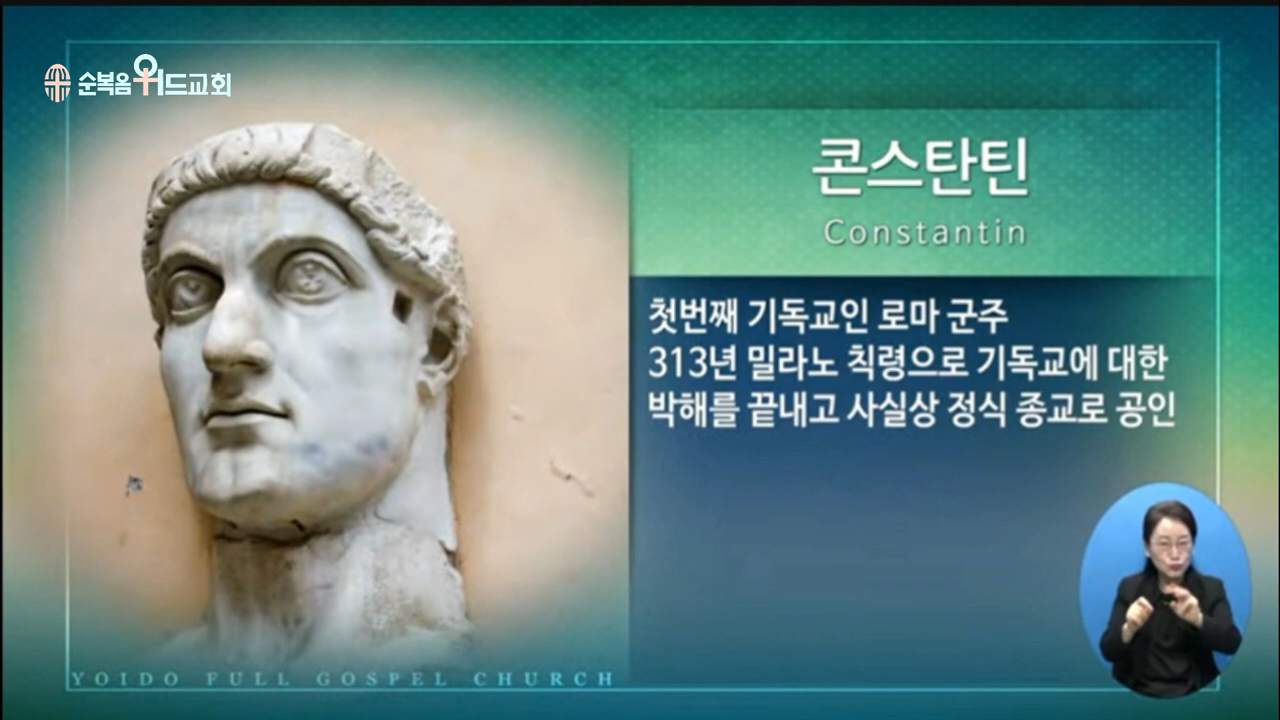 순복음위드교회
콘스탄틴
Constantin
첫번째 기독교인 로마 군주
313년 밀라노 칙령으로 기독교에 대한
박해를 끝내고 사실상 정식 종교로 공인
YOIDO FULL GOSPEL CHURCH